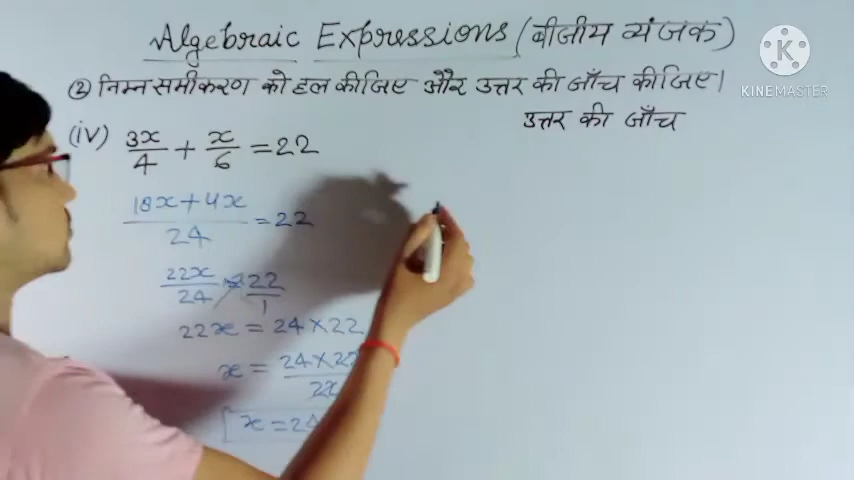 Algebraic Expressions (बीजीय व्यंजक)
KINEMASTER
② निम्न समीकरण को हल कीजिए और उत्तर की जाँच कीजिए।
उत्तर की जाँच
(iv) 3x/4 + x/6 = 22
18x + 4x / 24 = 22
22x/24 = 22/1
22x = 24 × 22
x = 24 × 22 / 22
x = 24